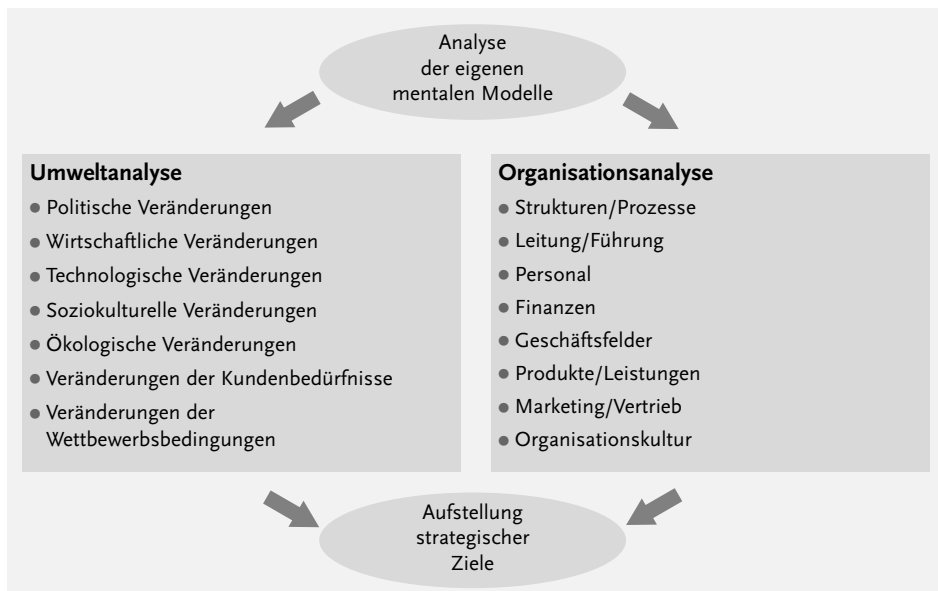 Analyse
der eigenen
mentalen Modelle
Umweltanalyse
Politische Veränderungen
Wirtschaftliche Veränderungen
Technologische Veränderungen
Soziokulturelle Veränderungen
Ökologische Veränderungen
Veränderungen der Kundenbedürfnisse
Veränderungen der
Wettbewerbsbedingungen
Organisationsanalyse
Strukturen/Prozesse
Leitung/Führung
Personal
Finanzen
Geschäftsfelder
Produkte/Leistungen
Marketing/Vertrieb
Organisationskultur
Aufstellung
strategischer
Ziele